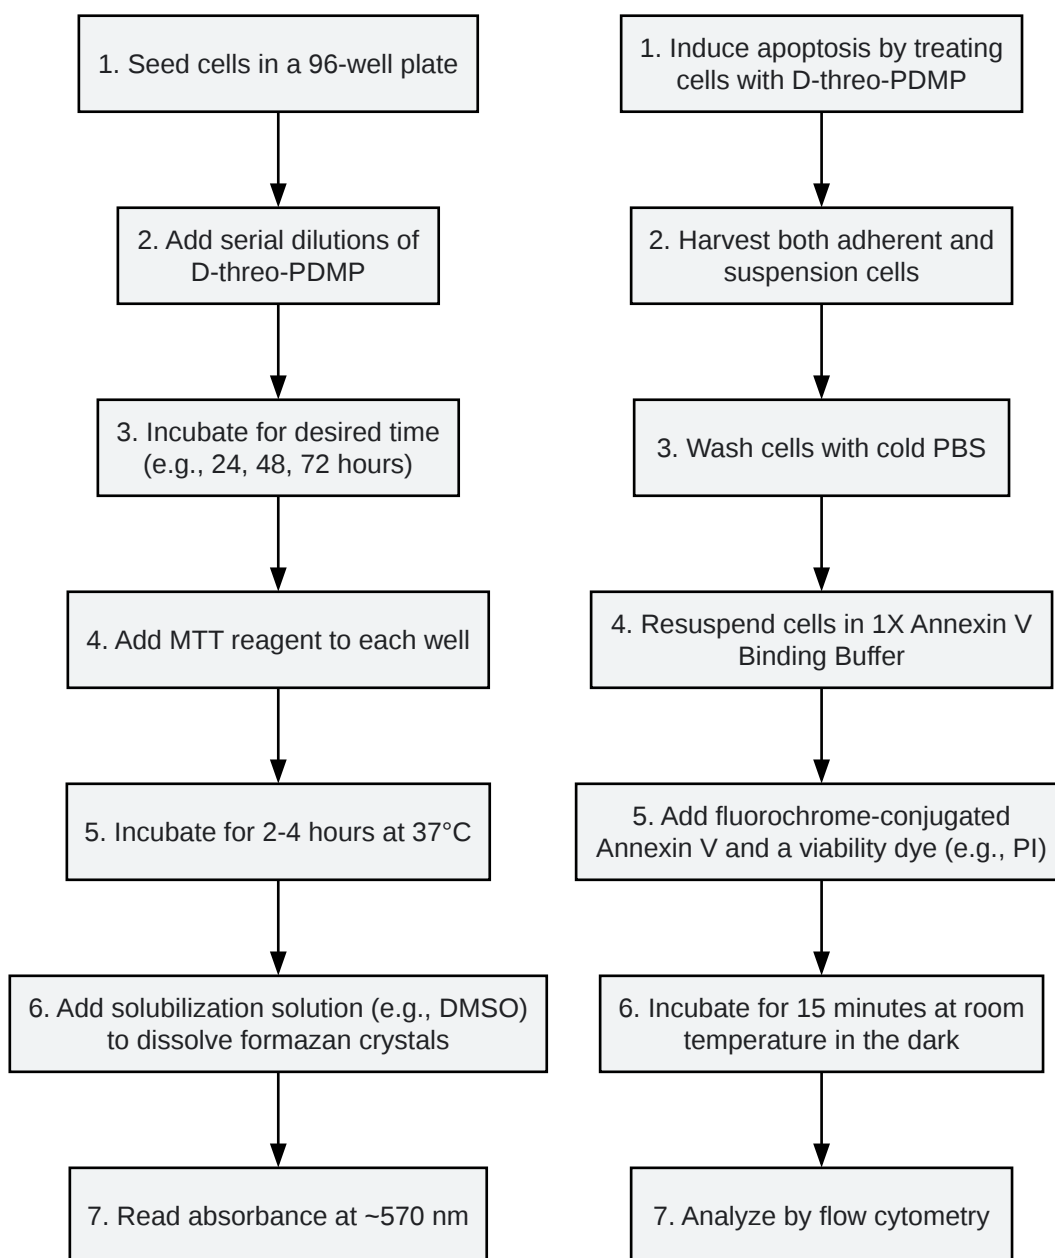 1. Seed cells in a 96-well plate
2. Add serial dilutions of
D-threo-PDMP
3. Incubate for desired time
(e.g., 24, 48, 72 hours)
4. Add MTT reagent to each well
5. Incubate for 2-4 hours at 37°C
6. Add solubilization solution (e.g., DMSO)
to dissolve formazan crystals
7. Read absorbance at ~570 nm
1. Induce apoptosis by treating
cells with D-threo-PDMP
2. Harvest both adherent and
suspension cells
3. Wash cells with cold PBS
4. Resuspend cells in 1X Annexin V
Binding Buffer
5. Add fluorochrome-conjugated
Annexin V and a viability dye (e.g., PI)
6. Incubate for 15 minutes at room
temperature in the dark
7. Analyze by flow cytometry